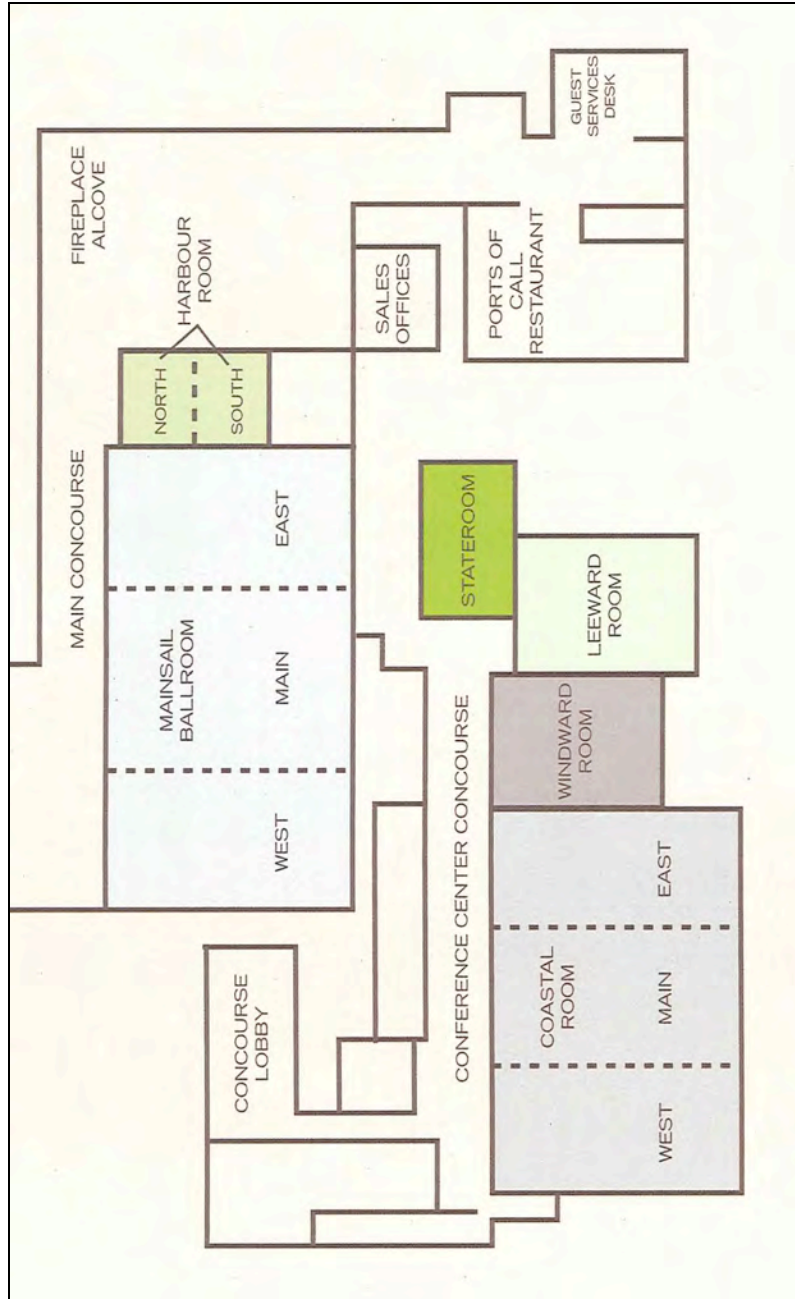 MAIN CONCOURSE
FIREPLACE
ALCOVE
MAINSAIL
BALLROOM
WEST
MAIN
EAST
NORTH
SOUTH
HARBOUR
ROOM
CONCOURSE
LOBBY
SALES
OFFICES
CONFERENCE CENTER CONCOURSE
STATEROOM
PORTS OF
CALL
RESTAURANT
GUEST
SERVICES
DESK
COASTAL
ROOM
WEST
MAIN
EAST
WINDWARD
ROOM
LEEWARD
ROOM